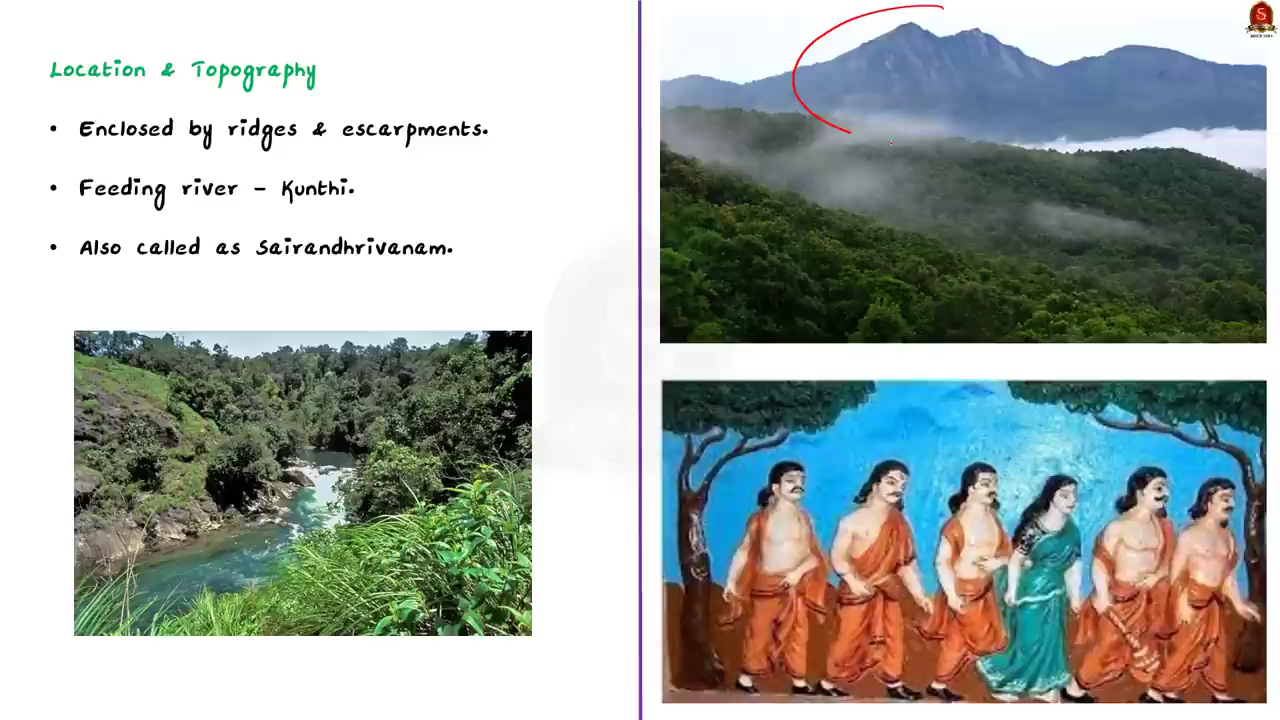 Location & Topography
• Enclosed by ridges & escarpments.
• Feeding river - Kunthi.
• Also called as Sairandhrivanam.
S